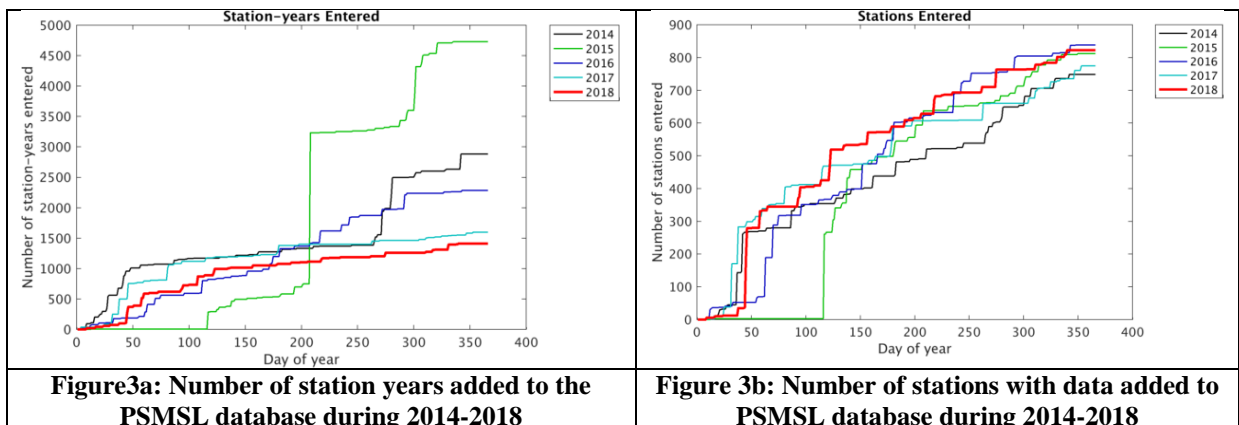 Station-years Entered
Number of station-years entered
5000
4500
4000
3500
3000
2500
2000
1500
1000
500
0
0 50 100 150 200 250 300 350 400
Day of year
2014
2015
2016
2017
2018
Stations Entered
Number of stations entered
900
800
700
600
500
400
300
200
100
0
0 50 100 150 200 250 300 350 400
Day of year
2014
2015
2016
2017
2018
Figure3a: Number of station years added to the
PSMSL database during 2014-2018
Figure 3b: Number of stations with data added to
PSMSL database during 2014-2018